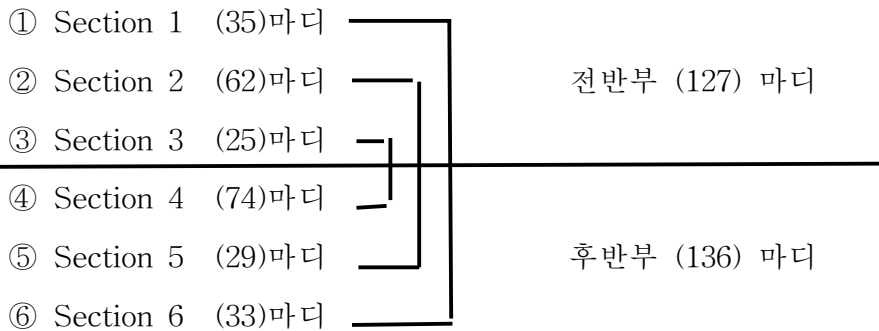 ① Section 1 (35)마디
② Section 2 (62)마디 전반부 (127) 마디
③ Section 3 (25)마디
④ Section 4 (74)마디
⑤ Section 5 (29)마디 후반부 (136) 마디
⑥ Section 6 (33)마디